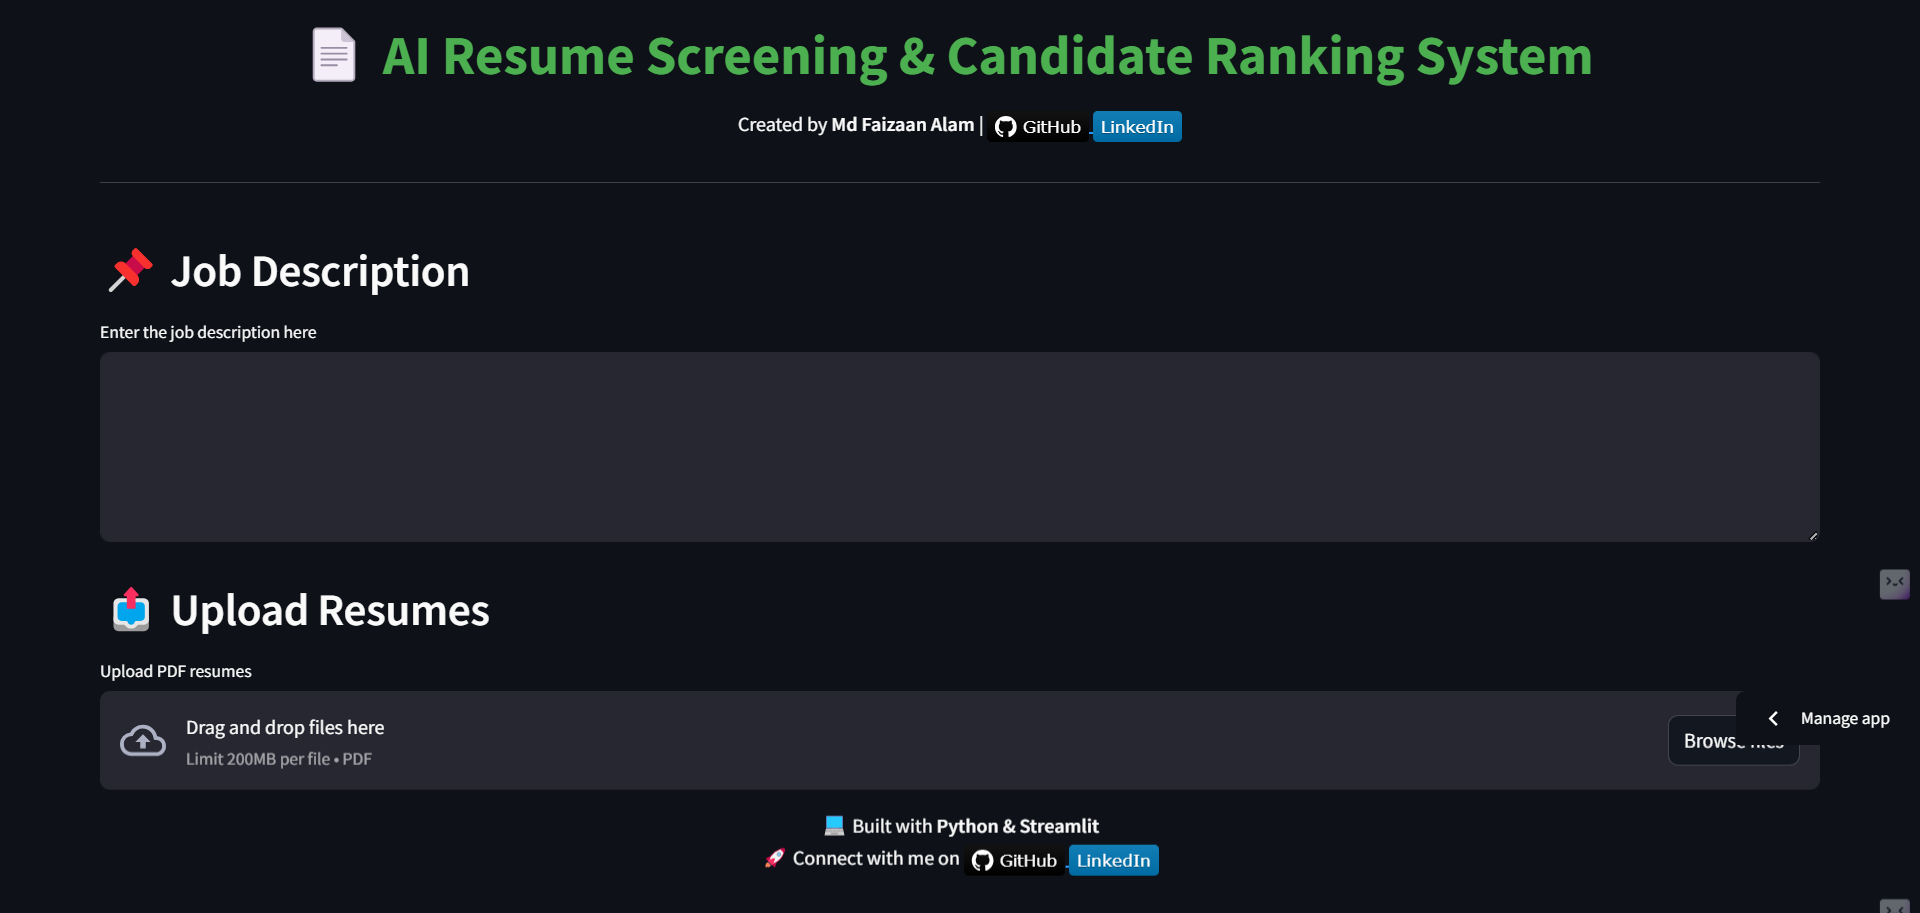 AI Resume Screening & Candidate Ranking System
Created by Md Faizaan Alam | GitHub LinkedIn
Job Description
Enter the job description here
Upload Resumes
Upload PDF resumes
Drag and drop files here
Limit 200MB per file • PDF
Browse files
Manage app
Built with Python & Streamlit
Connect with me on GitHub LinkedIn